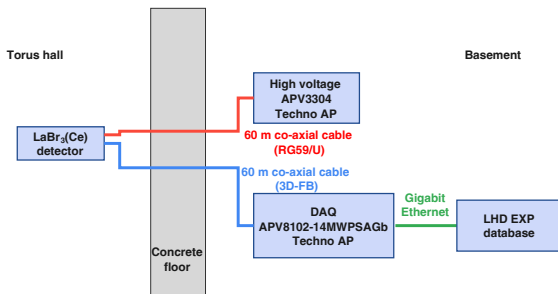 Torus hall
Basement
High voltage
APV3304
Techno AP
LaBr₃(Ce)
detector
60 m co-axial cable
(RG59/U)
60 m co-axial cable
(3D-FB)
DAQ
APV8102-14MWPSAGb
Techno AP
Gigabit
Ethernet
LHD EXP
database
Concrete
floor